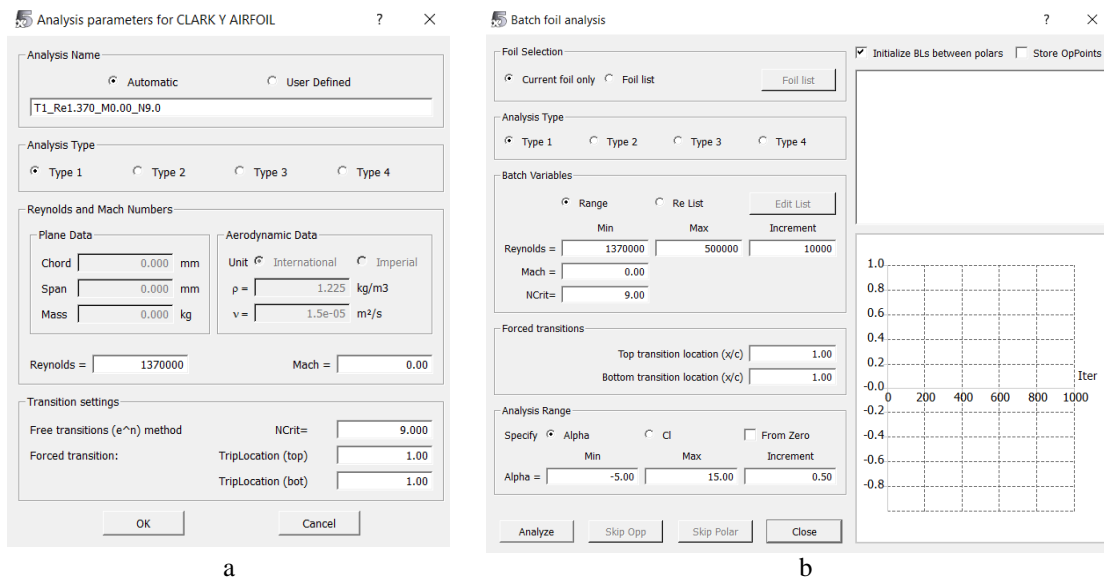 Analysis parameters for CLARK Y AIRFOIL ? ×
Analysis Name
Automatic User Defined
T1_Re1.370_M0.00_N9.0
Analysis Type
Type 1 Type 2 Type 3 Type 4
Reynolds and Mach Numbers
Plane Data
Chord 0.000 mm
Span 0.000 mm
Mass 0.000 kg
Aerodynamic Data
Unit International Imperial
ρ = 1.225 kg/m3
ν = 1.5e-05 m²/s
Reynolds = 1370000 Mach = 0.00
Transition settings
Free transitions (e^n) method NCrit= 9.000
Forced transition: TripLocation (top) 1.00
TripLocation (bot) 1.00
OK Cancel
a
Batch foil analysis ? ×
Foil Selection
Current foil only Foil list Foil list
Analysis Type
Type 1 Type 2 Type 3 Type 4
Batch Variables
Range Re List Edit List
Min Max Increment
Reynolds = 1370000 500000 10000
Mach = 0.00
NCrit= 9.00
Forced transitions
Top transition location (x/c) 1.00
Bottom transition location (x/c) 1.00
Analysis Range
Specify Alpha Cl From Zero
Min Max Increment
Alpha = -5.00 15.00 0.50
Analyze Skip Opp Skip Polar Close
Initialize BLs between polars Store OpPoints
1.0
0.8
0.6
0.4
0.2
-0.0
-0.2
-0.4
-0.6
-0.8
0 200 400 600 800 1000
Iter
b